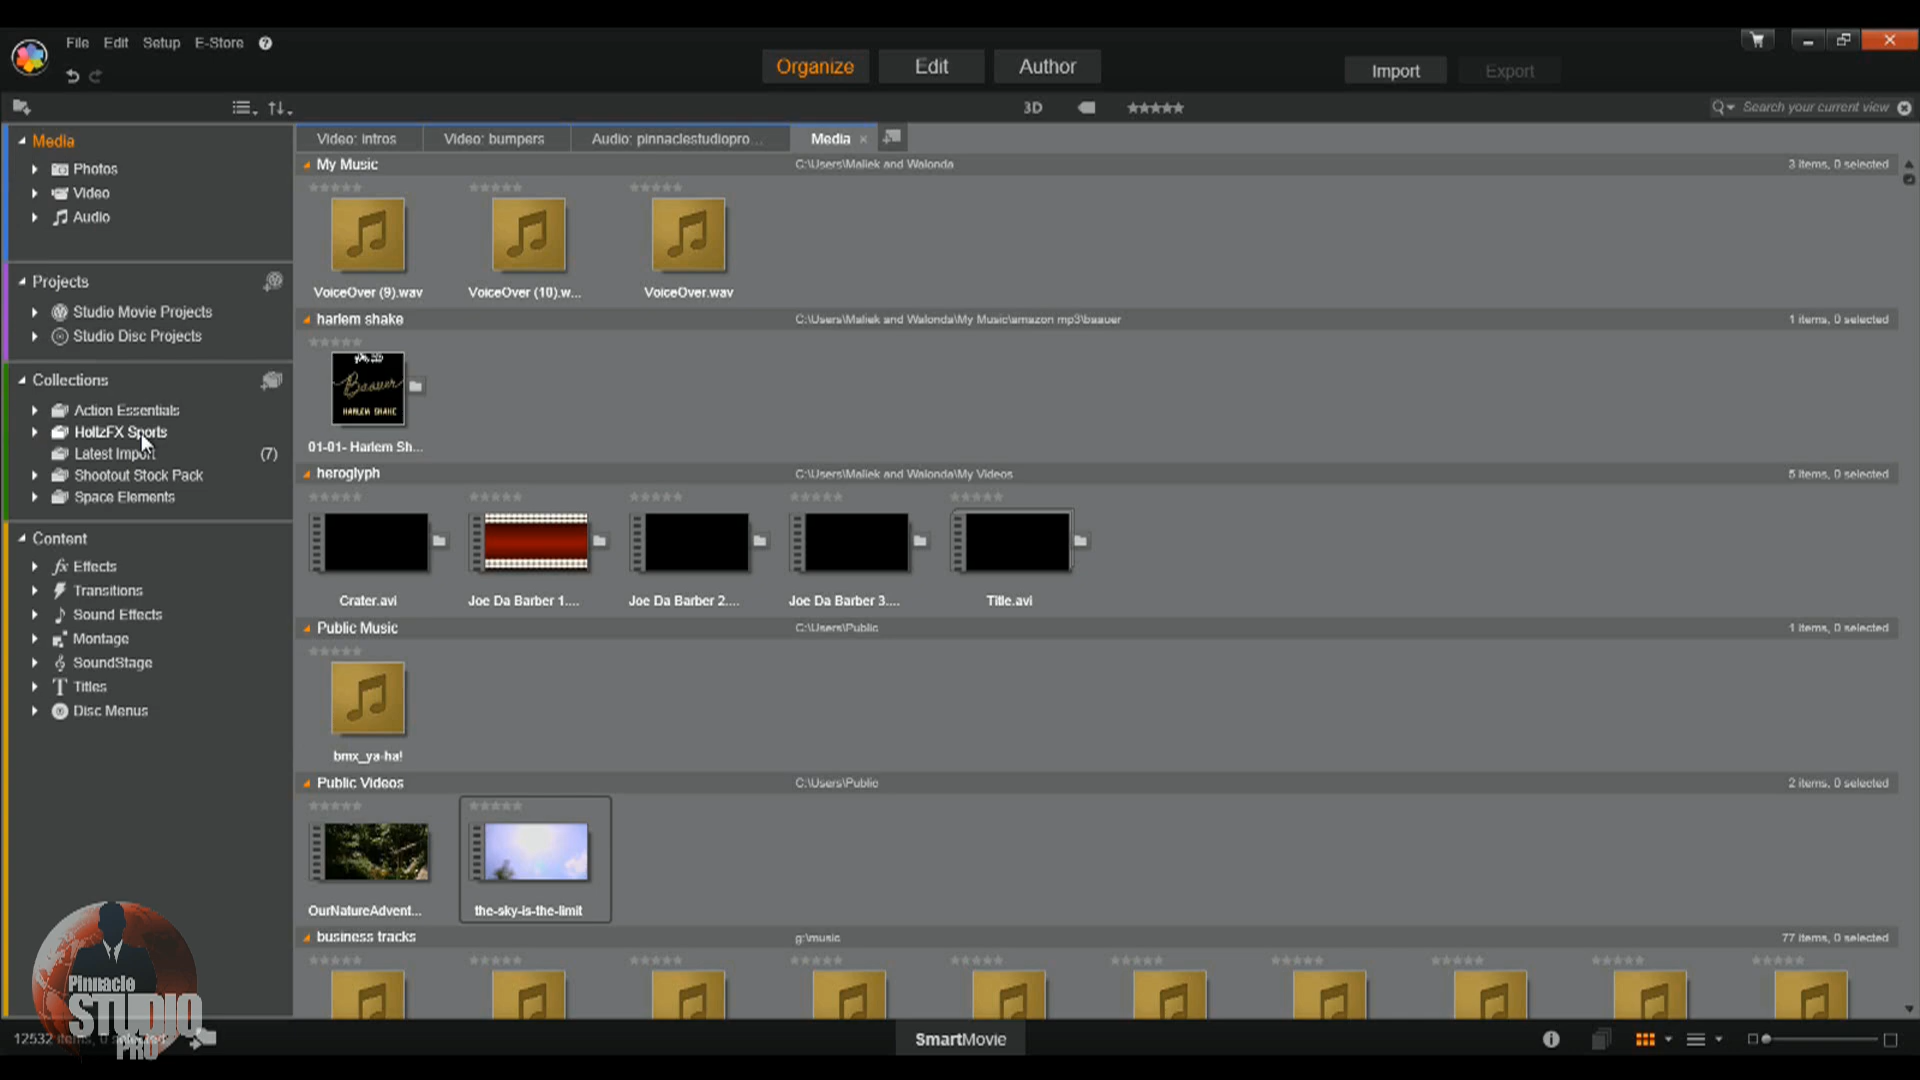 File Edit Setup E-Store ?
Organize Edit Author Import Export
3D Search your current view
Media
Photos
Video
Audio
Projects
Studio Movie Projects
Studio Disc Projects
Collections
Action Essentials
HoltzFX Sports
Latest Import (7)
Shootout Stock Pack
Space Elements
Content
Effects
Transitions
Sound Effects
Montage
SoundStage
Titles
Disc Menus
Video: intros Video: bumpers Audio: pinnaclestudiopro... Media
My Music C:\Users\Maliek and Walonda 3 items, 0 selected
VoiceOver (9).wav VoiceOver (10).w... VoiceOver.wav
harlem shake C:\Users\Maliek and Walonda\My Music\amazon mp3\baauer 1 items, 0 selected
Baauer
HARLEM SHAKE
01-01- Harlem Sh...
heroglyph C:\Users\Maliek and Walonda\My Videos 5 items, 0 selected
Crater.avi Joe Da Barber 1.... Joe Da Barber 2.... Joe Da Barber 3.... Title.avi
Public Music C:\Users\Public 1 items, 0 selected
bmx_ya-ha!
Public Videos C:\Users\Public 2 items, 0 selected
OurNatureAdvent... the-sky-is-the-limit
business tracks g:\music 77 items, 0 selected
Pinnacle
STUDIO
PRO
12532 items, 0 selected
SmartMovie